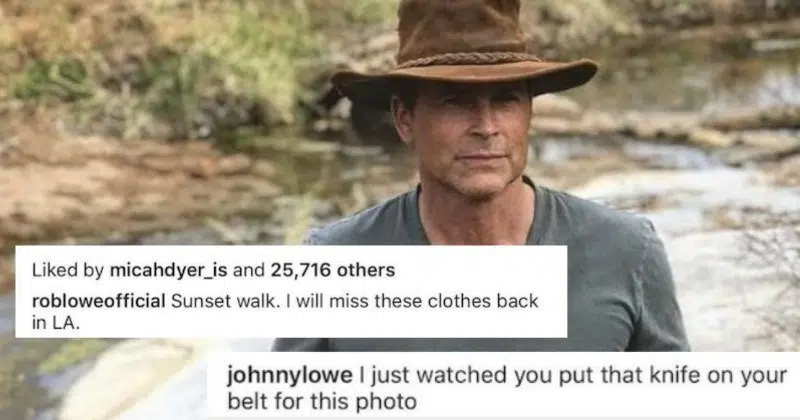 Liked by micahdyer_is and 25,716 others
robloweofficial Sunset walk. I will miss these clothes back
in LA.
johnnylowe I just watched you put that knife on your
belt for this photo